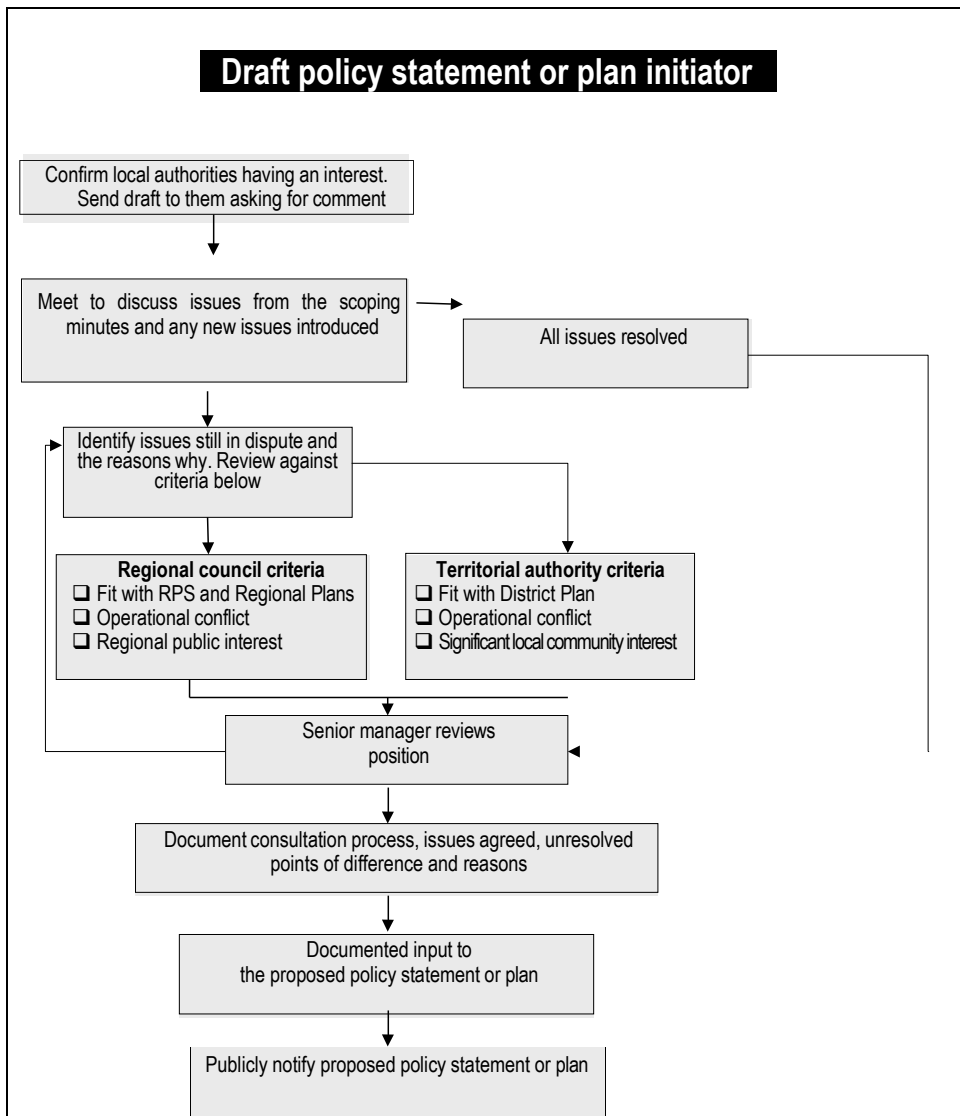 Draft policy statement or plan initiator
Confirm local authorities having an interest.
Send draft to them asking for comment
Meet to discuss issues from the scoping
minutes and any new issues introduced
All issues resolved
Identify issues still in dispute and
the reasons why. Review against
criteria below
Regional council criteria
❑ Fit with RPS and Regional Plans
❑ Operational conflict
❑ Regional public interest
Territorial authority criteria
❑ Fit with District Plan
❑ Operational conflict
❑ Significant local community interest
Senior manager reviews
position
Document consultation process, issues agreed, unresolved
points of difference and reasons
Documented input to
the proposed policy statement or plan
Publicly notify proposed policy statement or plan